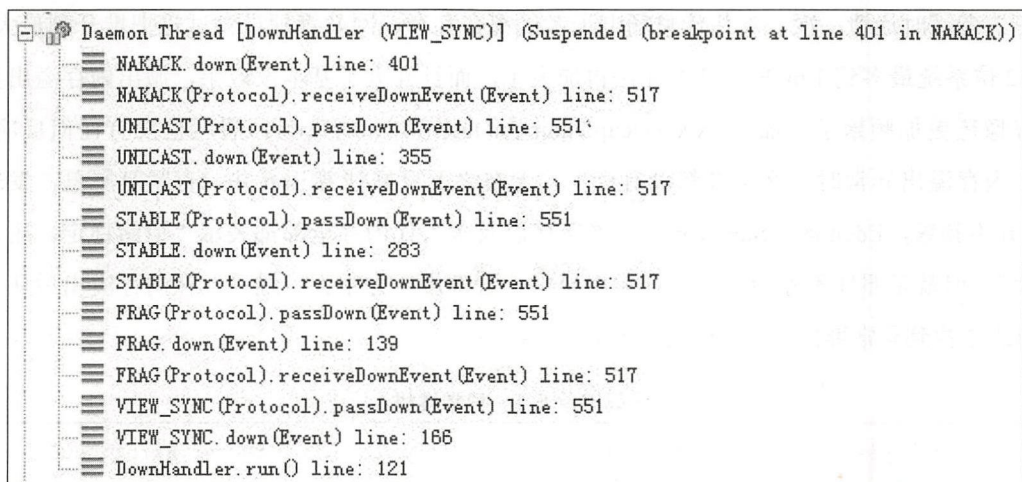 Daemon Thread [DownHandler (VIEW_SYNC)] (Suspended (breakpoint at line 401 in NAKACK))
NAKACK.down(Event) line: 401
NAKACK(Protocol).receiveDownEvent(Event) line: 517
UNICAST(Protocol).passDown(Event) line: 551
UNICAST.down(Event) line: 355
UNICAST(Protocol).receiveDownEvent(Event) line: 517
STABLE(Protocol).passDown(Event) line: 551
STABLE.down(Event) line: 283
STABLE(Protocol).receiveDownEvent(Event) line: 517
FRAG(Protocol).passDown(Event) line: 551
FRAG.down(Event) line: 139
FRAG(Protocol).receiveDownEvent(Event) line: 517
VIEW_SYNC(Protocol).passDown(Event) line: 551
VIEW_SYNC.down(Event) line: 166
DownHandler.run() line: 121